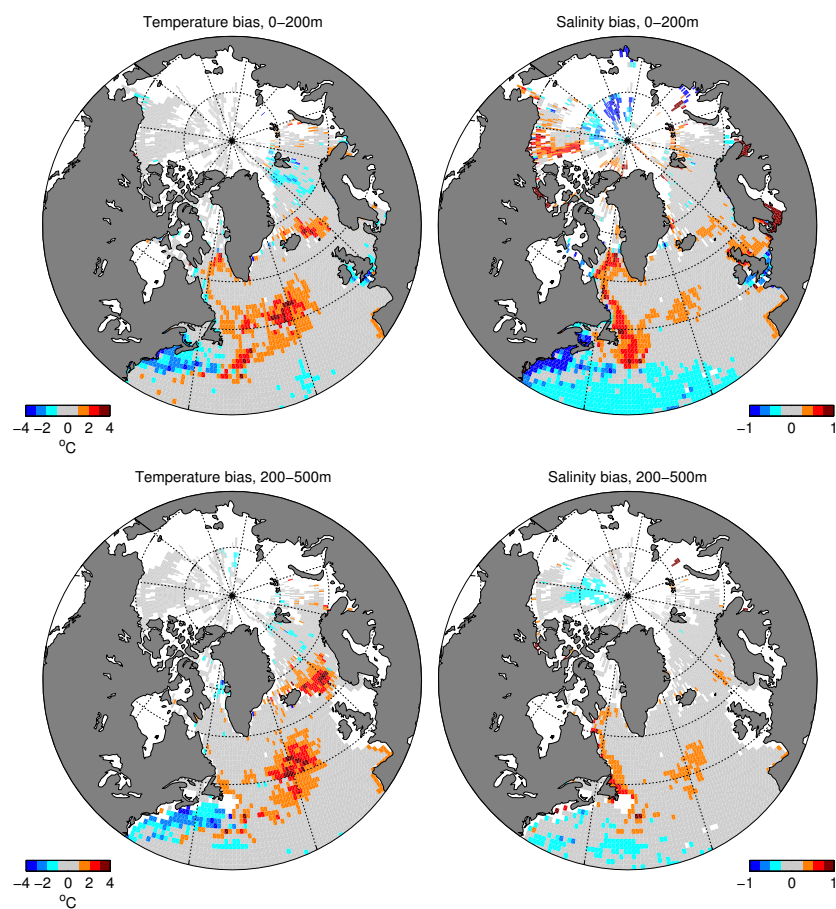 Temperature bias, 0−200m
Salinity bias, 0−200m
−4 −2 0 2 4
°C
−1 0 1
Temperature bias, 200−500m
Salinity bias, 200−500m
−4 −2 0 2 4
°C
−1 0 1